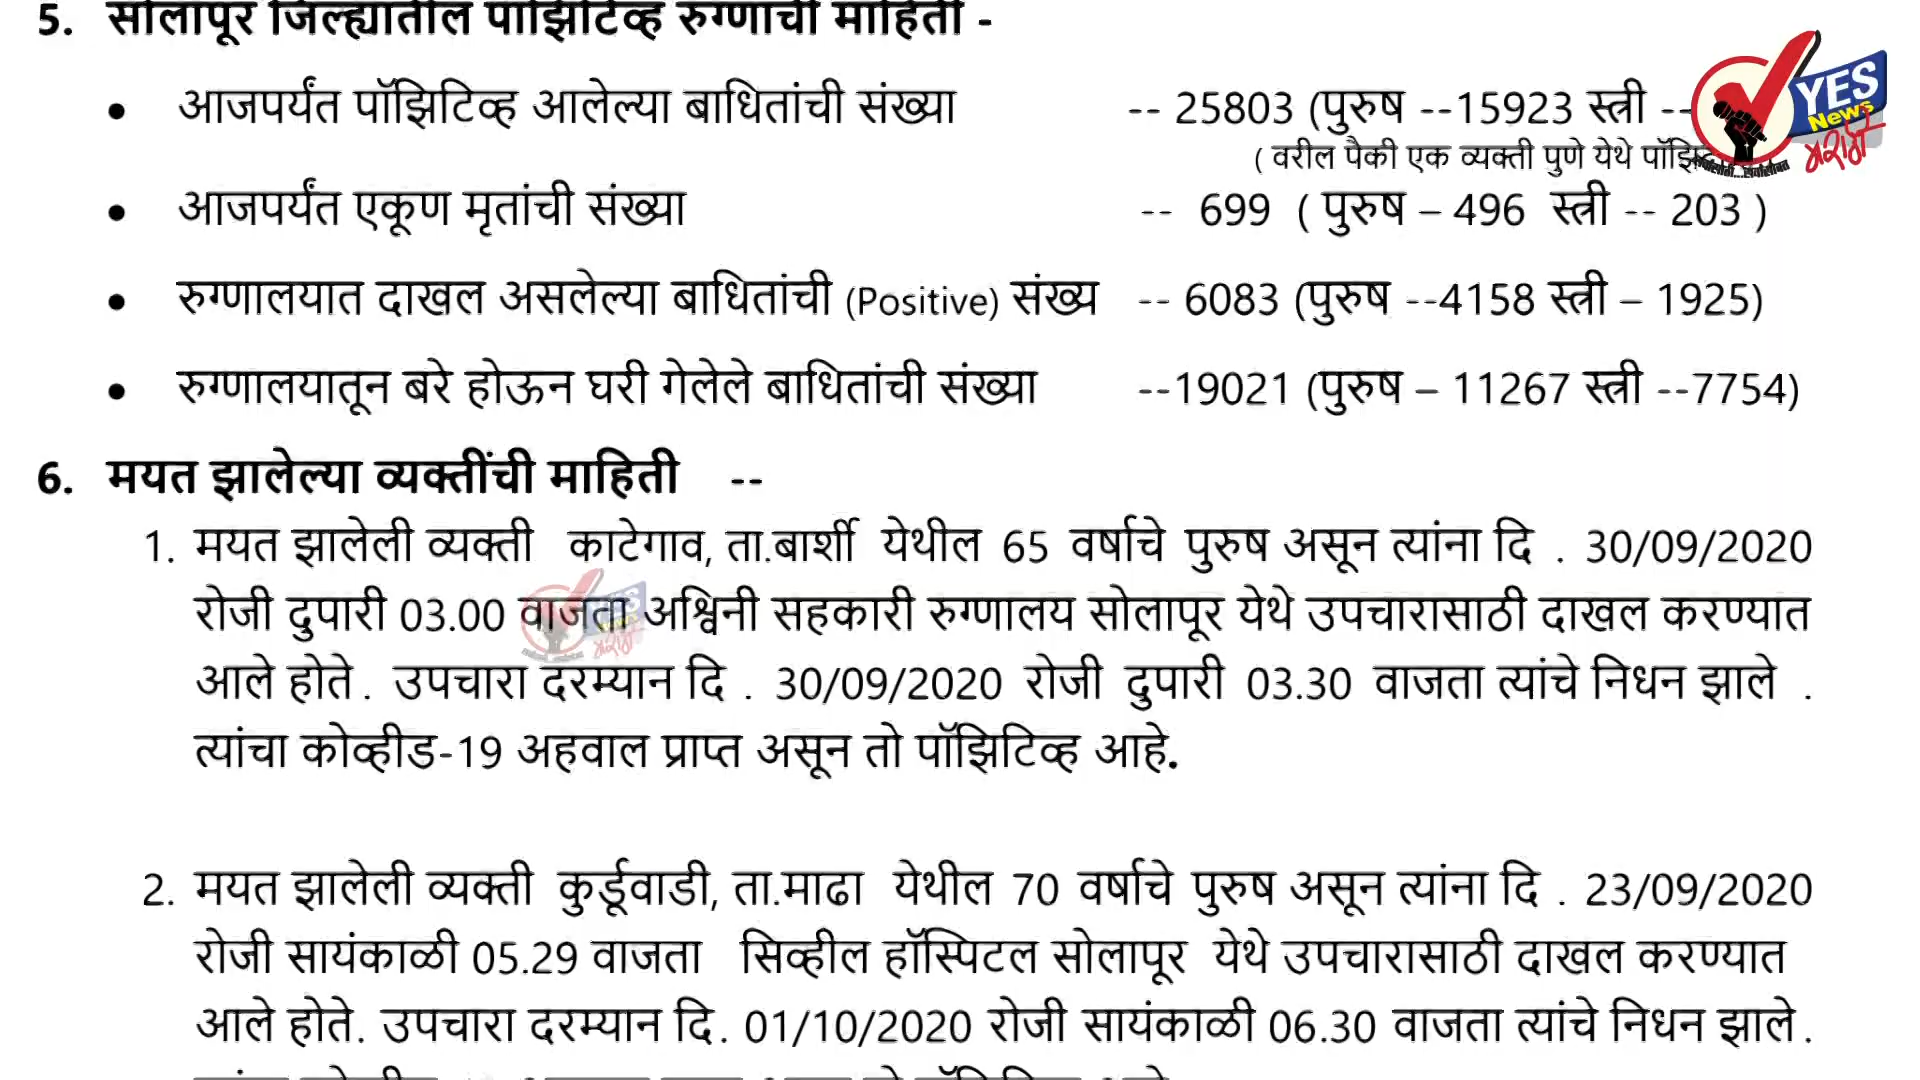 5. सोलापूर जिल्ह्यातील पॉझिटिव्ह रुग्णांची माहिती -
• आजपर्यंत पॉझिटिव्ह आलेल्या बाधितांची संख्या -- 25803 (पुरुष --15923 स्त्री --
( वरील पैकी एक व्यक्ती पुणे येथे
YES
News
मराठी
• आजपर्यंत एकूण मृतांची संख्या -- 699 ( पुरुष – 496 स्त्री -- 203 )
• रुग्णालयात दाखल असलेल्या बाधितांची (Positive) संख्य -- 6083 (पुरुष --4158 स्त्री – 1925)
• रुग्णालयातून बरे होऊन घरी गेलेले बाधितांची संख्या --19021 (पुरुष – 11267 स्त्री --7754)
6. मयत झालेल्या व्यक्तींची माहिती --
1. मयत झालेली व्यक्ती काटेगाव, ता.बार्शी येथील 65 वर्षाचे पुरुष असून त्यांना दि . 30/09/2020
रोजी दुपारी 03.00 वाजता अश्विनी सहकारी रुग्णालय सोलापूर येथे उपचारासाठी दाखल करण्यात
आले होते . उपचारा दरम्यान दि . 30/09/2020 रोजी दुपारी 03.30 वाजता त्यांचे निधन झाले .
त्यांचा कोव्हीड-19 अहवाल प्राप्त असून तो पॉझिटिव्ह आहे.
2. मयत झालेली व्यक्ती कुर्डूवाडी, ता.माढा येथील 70 वर्षाचे पुरुष असून त्यांना दि . 23/09/2020
रोजी सायंकाळी 05.29 वाजता सिव्हील हॉस्पिटल सोलापूर येथे उपचारासाठी दाखल करण्यात
आले होते. उपचारा दरम्यान दि. 01/10/2020 रोजी सायंकाळी 06.30 वाजता त्यांचे निधन झाले .